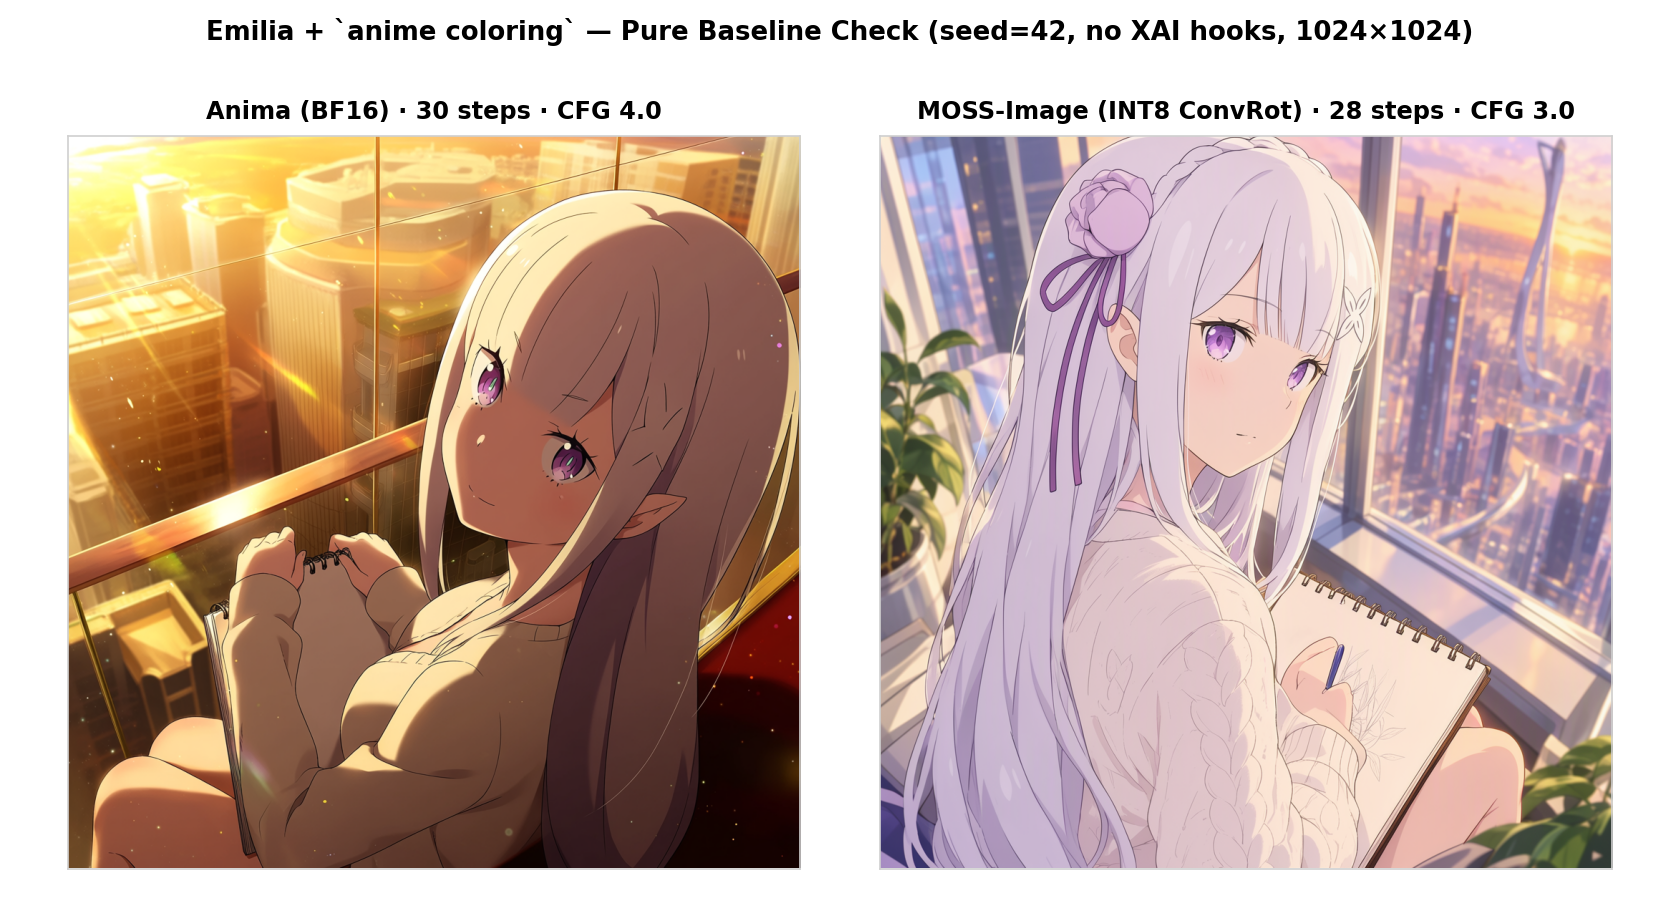 Emilia + `anime coloring` — Pure Baseline Check (seed=42, no XAI hooks, 1024×1024)
Anima (BF16) · 30 steps · CFG 4.0
MOSS-Image (INT8 ConvRot) · 28 steps · CFG 3.0